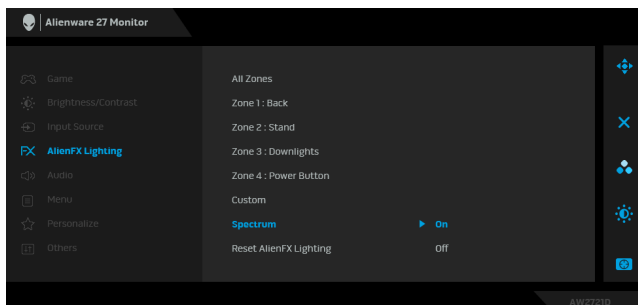 Alienware 27 Monitor
Game
Brightness/Contrast
Input Source
AlienFX Lighting
Audio
Menu
Personalize
Others
All Zones
Zone 1 : Back
Zone 2 : Stand
Zone 3 : Downlights
Zone 4 : Power Button
Custom
Spectrum On
Reset AlienFX Lighting Off
AW2721D